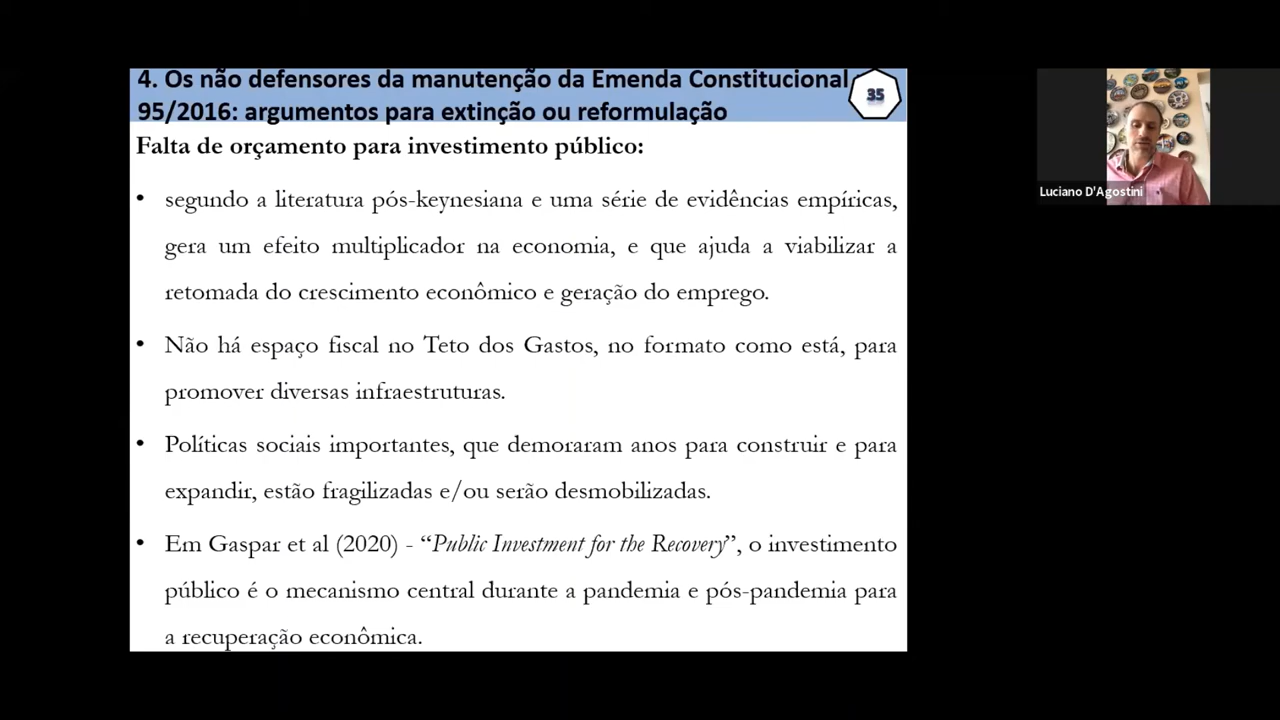 4. Os não defensores da manutenção da Emenda Constitucional
95/2016: argumentos para extinção ou reformulação
35
Falta de orçamento para investimento público:
• segundo a literatura pós-keynesiana e uma série de evidências empíricas,
gera um efeito multiplicador na economia, e que ajuda a viabilizar a
retomada do crescimento econômico e geração do emprego.
• Não há espaço fiscal no Teto dos Gastos, no formato como está, para
promover diversas infraestruturas.
• Políticas sociais importantes, que demoraram anos para construir e para
expandir, estão fragilizadas e/ou serão desmobilizadas.
• Em Gaspar et al (2020) - “Public Investment for the Recovery”, o investimento
público é o mecanismo central durante a pandemia e pós-pandemia para
a recuperação econômica.
Luciano D'Agostini